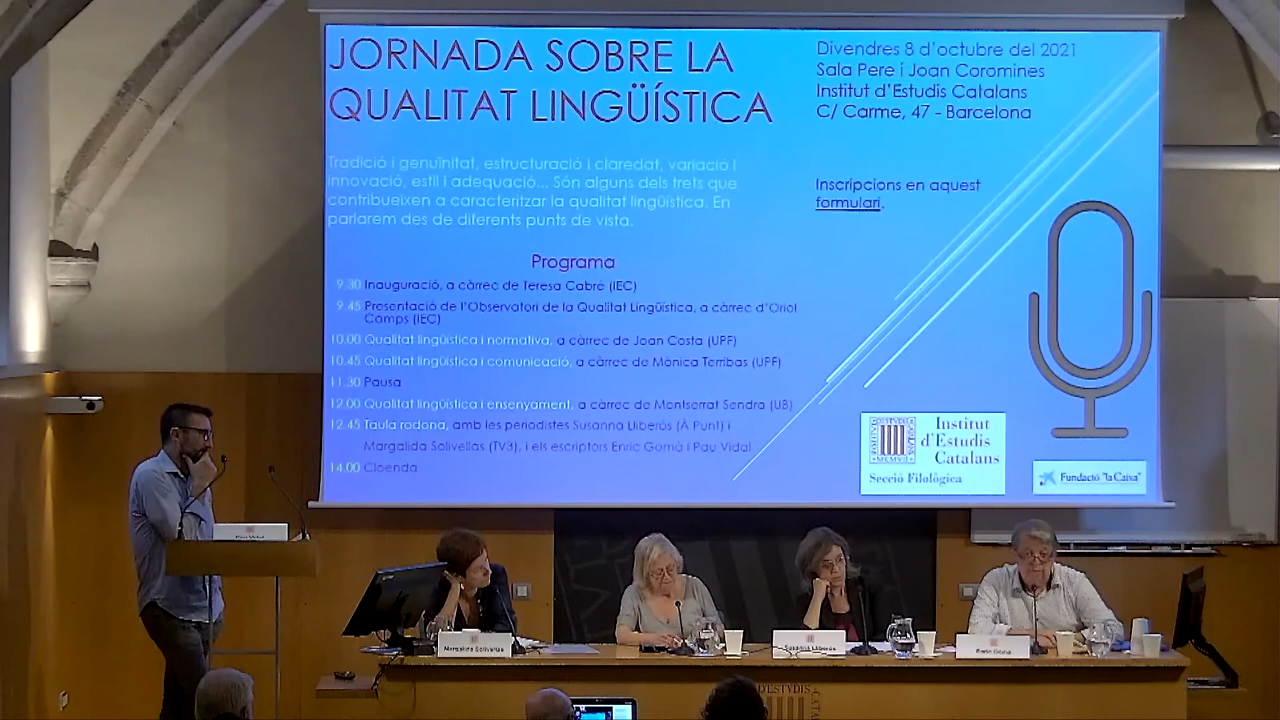 JORNADA SOBRE LA
QUALITAT LINGÜÍSTICA
Tradició i genuïnitat, estructuració i claredat, variació i
innovació, estil i adequació... Són alguns dels trets que
contribueixen a caracteritzar la qualitat lingüística. En
parlarem des de diferents punts de vista.
Divendres 8 d'octubre del 2021
Sala Pere i Joan Coromines
Institut d'Estudis Catalans
C/ Carme, 47 - Barcelona
Inscripcions en aquest
formulari.
Programa
9.30 Inauguració, a càrrec de Teresa Cabré (IEC)
9.45 Presentació de l'Observatori de la Qualitat Lingüística, a càrrec d'Oriol
Camps (IEC)
10.00 Qualitat lingüística i normativa, a càrrec de Joan Costa (UPF)
10.45 Qualitat lingüística i comunicació, a càrrec de Mònica Terribas (UPF)
11.30 Pausa
12.00 Qualitat lingüística i ensenyament, a càrrec de Montserrat Sendra (UB)
12.45 Taula rodona, amb les periodistes Susanna Lliberós (À Punt) i
Margalida Solivellas (TV3), i els escriptors Enric Gomà i Pau Vidal
14.00 Cloenda
Institut
d'Estudis
Catalans
Secció Filològica
Fundació "la Caixa"
Pau Vidal
Margalida Solivellas
Susanna Lliberós
Enric Gomà
D'ESTVDIS